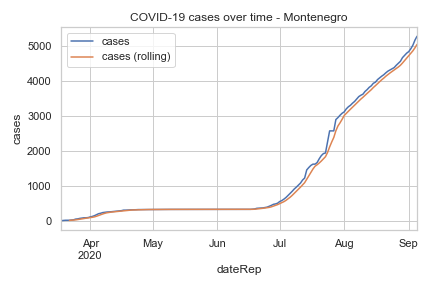 COVID-19 cases over time - Montenegro
cases
cases (rolling)
5000
4000
3000
2000
1000
0
cases
Apr
2020
May
Jun
Jul
Aug
Sep
dateRep